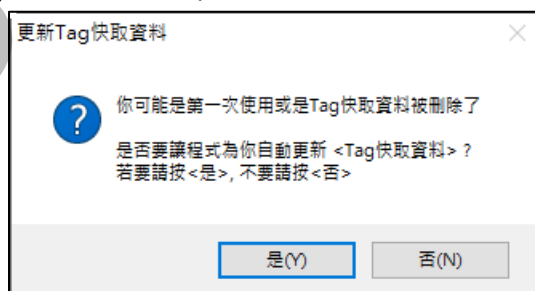 更新Tag快取資料
你可能是第一次使用或是Tag快取資料被刪除了
是否要讓程式為你自動更新 <Tag快取資料> ?
若要請按<是>, 不要請按<否>
是(Y)
否(N)